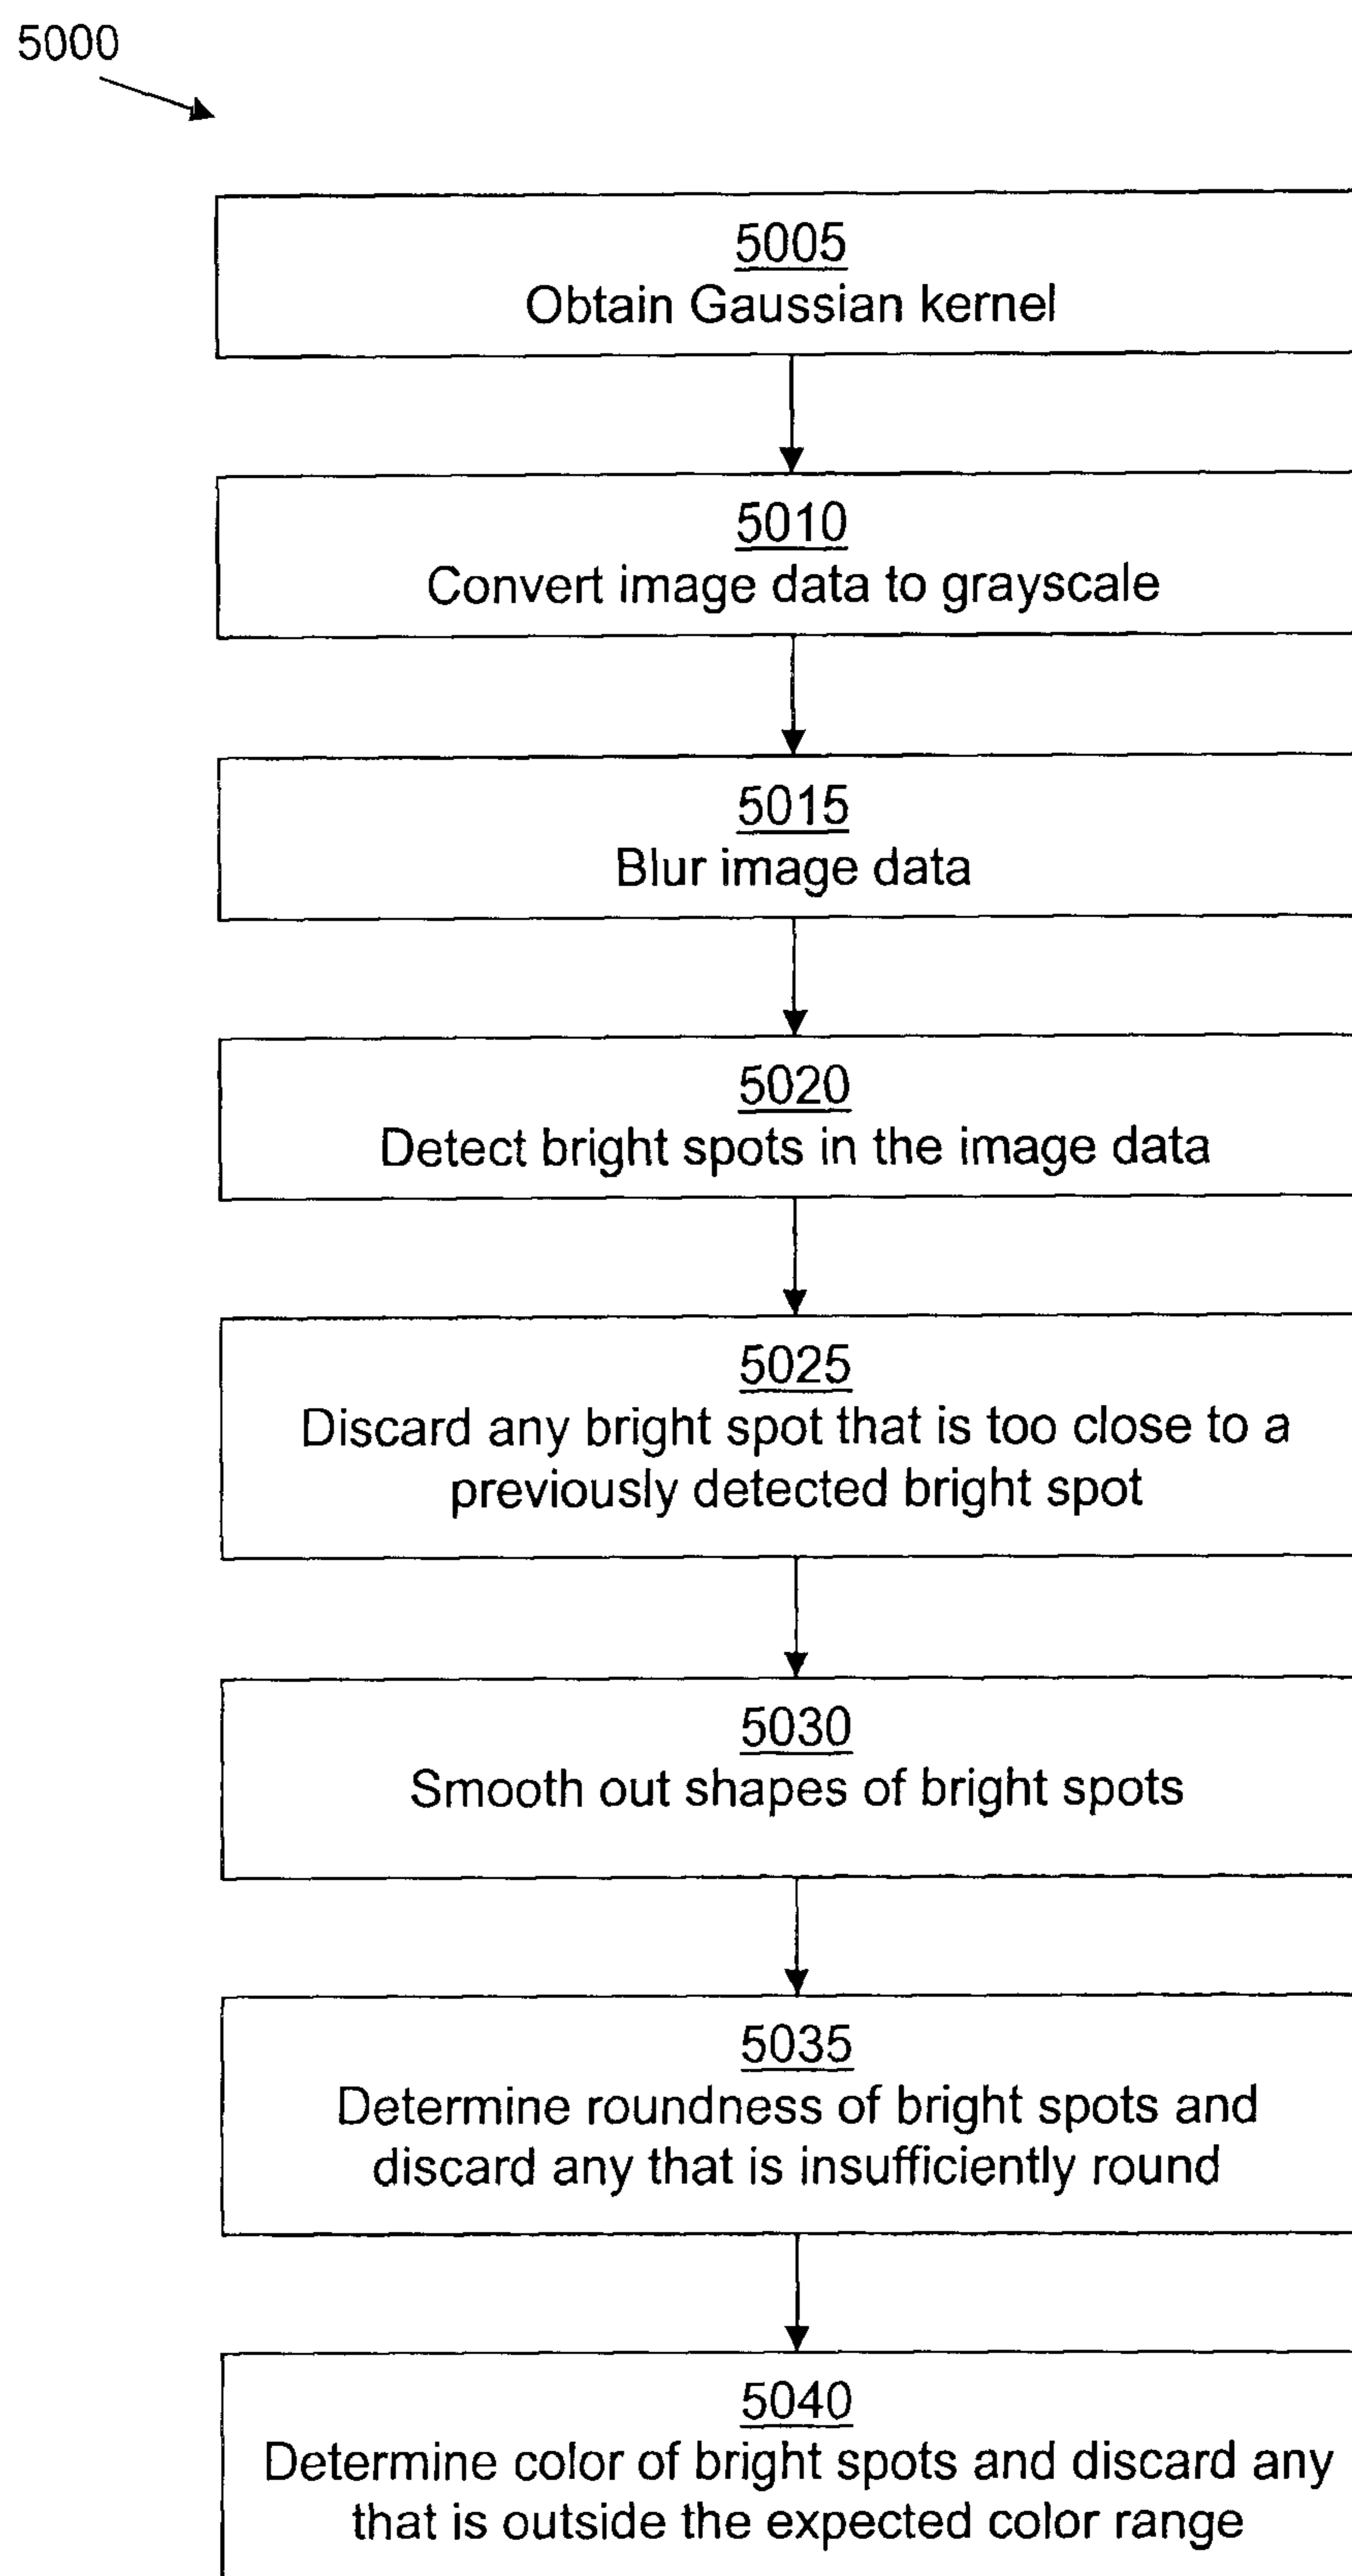 5000
5005
Obtain Gaussian kernel
5010
Convert image data to grayscale
5015
Blur image data
5020
Detect bright spots in the image data
5025
Discard any bright spot that is too close to a
previously detected bright spot
5030
Smooth out shapes of bright spots
5035
Determine roundness of bright spots and
discard any that is insufficiently round
5040
Determine color of bright spots and discard any
that is outside the expected color range